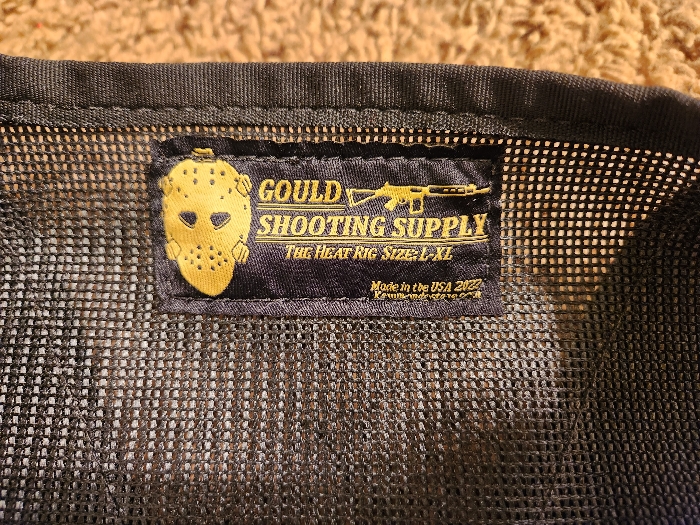 GOULD
SHOOTING SUPPLY
THE HEAT RIG SIZE: L-XL
Made in the USA 2022